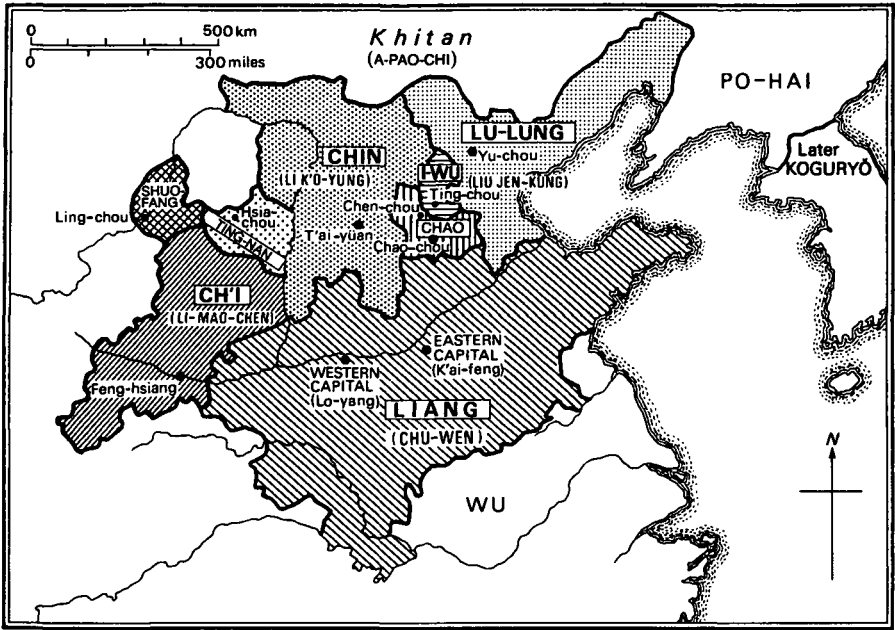 0 500 km
0 300 miles
Khitan
(A-PAO-CHI)
PO-HAI
Later
KOGURYŎ
LU-LUNG
Yu-chou
(LIU JEN-KUNG)
I-WU
Ting-chou
CHIN
(LI K'O-YUNG)
Chen-chou
CHAO
Chao-chou
T'ai-yüan
SHUO-
FANG
Ling-chou
Hsia-
chou
TING-NAN
CH'I
(LI-MAO-CHEN)
Feng-hsiang
EASTERN
CAPITAL
(K'ai-feng)
WESTERN
CAPITAL
(Lo-yang)
LIANG
(CHU-WEN)
WU
N